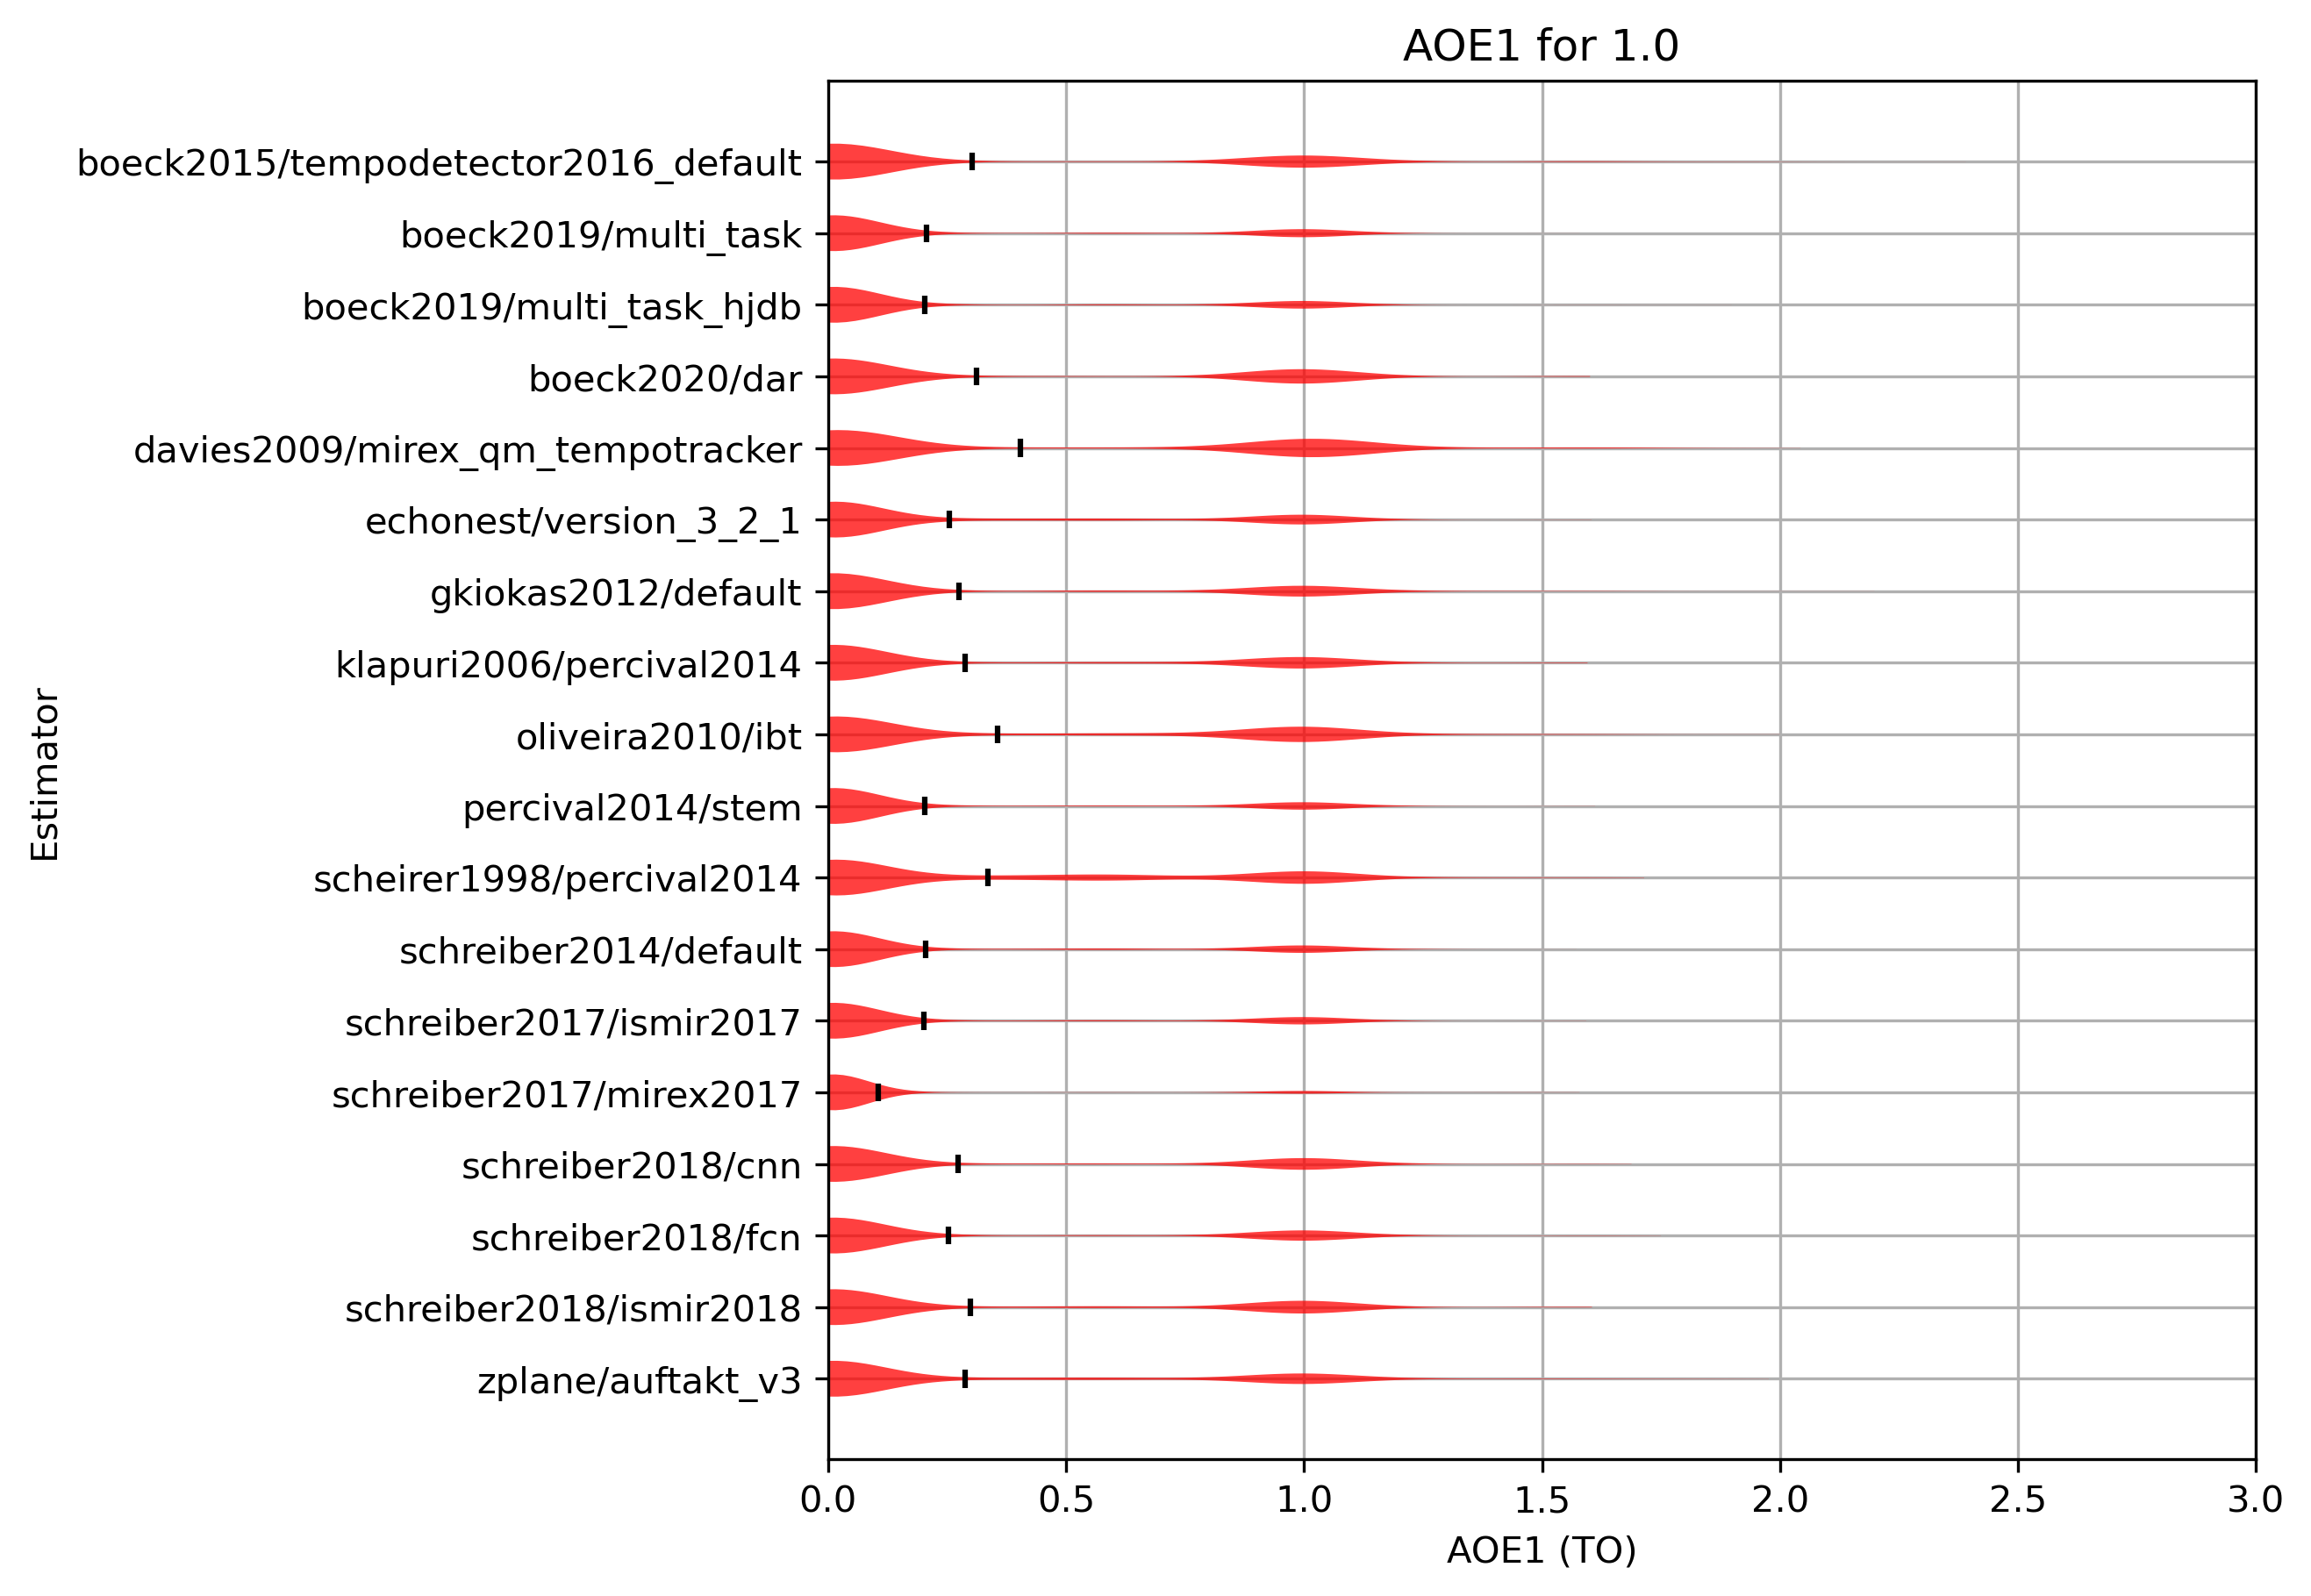 AOE1 for 1.0
boeck2015/tempodetector2016_default
boeck2019/multi_task
boeck2019/multi_task_hjdb
boeck2020/dar
davies2009/mirex_qm_tempotracker
echonest/version_3_2_1
gkiokas2012/default
klapuri2006/percival2014
oliveira2010/ibt
percival2014/stem
scheirer1998/percival2014
schreiber2014/default
schreiber2017/ismir2017
schreiber2017/mirex2017
schreiber2018/cnn
schreiber2018/fcn
schreiber2018/ismir2018
zplane/auftakt_v3
Estimator
0.0 0.5 1.0 1.5 2.0 2.5 3.0
AOE1 (TO)